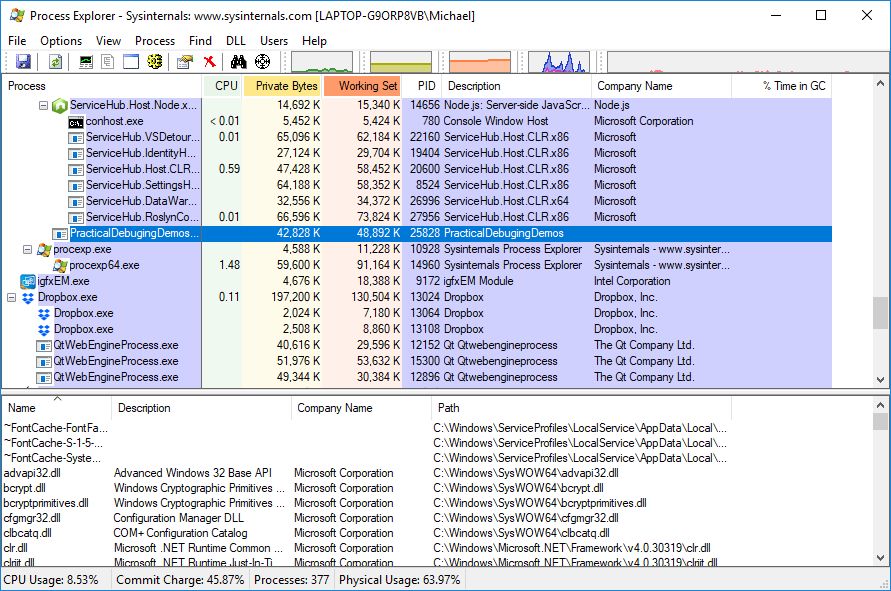 Process Explorer - Sysinternals: www.sysinternals.com [LAPTOP-G9ORP8VB\Michael]
File Options View Process Find DLL Users Help
Process CPU Private Bytes Working Set PID Description Company Name % Time in GC
ServiceHub.Host.Node.x... 14,692 K 15,340 K 14656 Node.js: Server-side JavaScr... Node.js
conhost.exe < 0.01 5,452 K 5,424 K 780 Console Window Host Microsoft Corporation
ServiceHub.VSDetour... 0.01 65,096 K 62,184 K 22160 ServiceHub.Host.CLR.x86 Microsoft
ServiceHub.IdentityH... 27,124 K 29,704 K 19404 ServiceHub.Host.CLR.x86 Microsoft
ServiceHub.Host.CLR... 0.59 47,428 K 58,452 K 20600 ServiceHub.Host.CLR.x86 Microsoft
ServiceHub.SettingsH... 64,188 K 58,352 K 8524 ServiceHub.Host.CLR.x86 Microsoft
ServiceHub.DataWar... 32,556 K 34,372 K 26996 ServiceHub.Host.CLR.x64 Microsoft
ServiceHub.RoslynCo... 0.01 66,596 K 73,824 K 27956 ServiceHub.Host.CLR.x86 Microsoft
PracticalDebugingDemos... 42,828 K 48,892 K 25828 PracticalDebugingDemos
procexp.exe 4,588 K 11,228 K 10928 Sysinternals Process Explorer Sysinternals - www.sysinter...
procexp64.exe 1.48 59,600 K 91,164 K 14960 Sysinternals Process Explorer Sysinternals - www.sysinter...
igfxEM.exe 4,676 K 18,388 K 9172 igfxEM Module Intel Corporation
Dropbox.exe 0.11 197,200 K 130,504 K 13024 Dropbox Dropbox, Inc.
Dropbox.exe 2,024 K 7,180 K 13064 Dropbox Dropbox, Inc.
Dropbox.exe 2,508 K 8,860 K 13108 Dropbox Dropbox, Inc.
QtWebEngineProcess.exe 40,616 K 29,596 K 12152 Qt Qtwebengineprocess The Qt Company Ltd.
QtWebEngineProcess.exe 51,976 K 53,632 K 15300 Qt Qtwebengineprocess The Qt Company Ltd.
QtWebEngineProcess.exe 49,344 K 30,384 K 12896 Qt Qtwebengineprocess The Qt Company Ltd.
Name Description Company Name Path
~FontCache-FontFa... C:\Windows\ServiceProfiles\LocalService\AppData\Local\...
~FontCache-S-1-5-... C:\Windows\ServiceProfiles\LocalService\AppData\Local\...
~FontCache-Syste... C:\Windows\ServiceProfiles\LocalService\AppData\Local\...
advapi32.dll Advanced Windows 32 Base API Microsoft Corporation C:\Windows\SysWOW64\advapi32.dll
bcrypt.dll Windows Cryptographic Primitives ... Microsoft Corporation C:\Windows\SysWOW64\bcrypt.dll
bcryptprimitives.dll Windows Cryptographic Primitives ... Microsoft Corporation C:\Windows\SysWOW64\bcryptprimitives.dll
cfgmgr32.dll Configuration Manager DLL Microsoft Corporation C:\Windows\SysWOW64\cfgmgr32.dll
clbcatq.dll COM+ Configuration Catalog Microsoft Corporation C:\Windows\SysWOW64\clbcatq.dll
clr.dll Microsoft .NET Runtime Common ... Microsoft Corporation C:\Windows\Microsoft.NET\Framework\v4.0.30319\clr.dll
clrjit.dll Microsoft .NET Runtime Just-In-Ti... Microsoft Corporation C:\Windows\Microsoft.NET\Framework\v4.0.30319\clrjit.dll
CPU Usage: 8.53% Commit Charge: 45.87% Processes: 377 Physical Usage: 63.97%